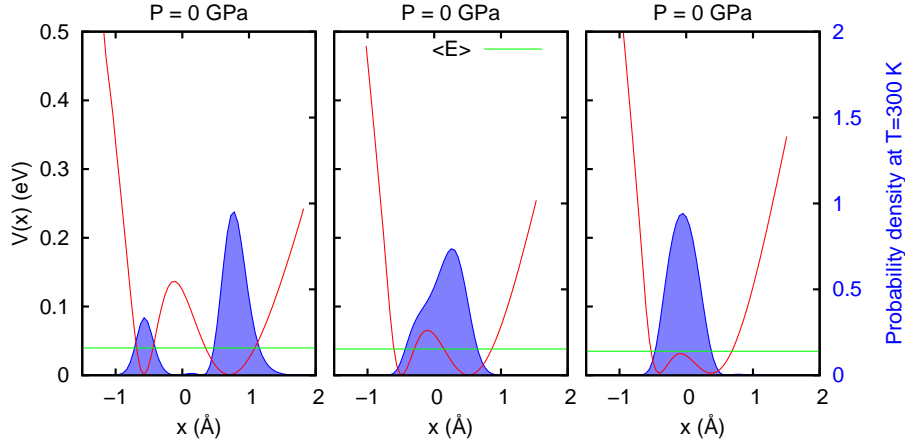 P = 0 GPa
P = 0 GPa
P = 0 GPa
0.5
0.4
0.3
0.2
0.1
0
V(x) (eV)
−1 0 1 2
x (Å)
<E>
−1 0 1 2
x (Å)
−1 0 1 2
x (Å)
2
1.5
1
0.5
0
Probability density at T=300 K